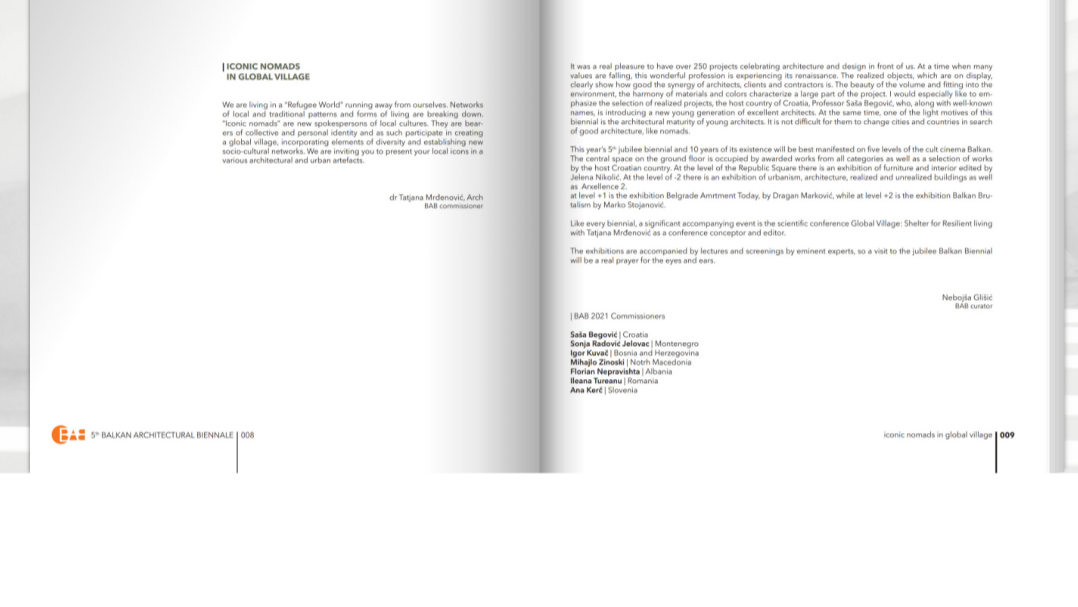 | ICONIC NOMADS
IN GLOBAL VILLAGE
We are living in a "Refugee World" running away from ourselves. Networks
of local and traditional patterns and forms of living are breaking down.
"Iconic nomads" are new spokespersons of local cultures. They are bear-
ers of collective and personal identity and as such participate in creating
a global village, incorporating elements of diversity and establishing new
socio-cultural networks. We are inviting you to present your local icons in a
various architectural and urban artefacts.
dr Tatjana Mrđenović, Arch
BAB commissioner
5th BALKAN ARCHITECTURAL BIENNALE | 008
It was a real pleasure to have over 250 projects celebrating architecture and design in front of us. At a time when many
values are falling, this wonderful profession is experiencing its renaissance. The realized objects, which are on display,
clearly show how good the synergy of architects, clients and contractors is. The beauty of the volume and fitting into the
environment, the harmony of materials and colors characterize a large part of the project. I would especially like to em-
phasize the selection of realized projects, the host country of Croatia, Professor Saša Begović, who, along with well-known
names, is introducing a new young generation of excellent architects. At the same time, one of the light motives of this
biennial is the architectural maturity of young architects. It is not difficult for them to change cities and countries in search
of good architecture, like nomads.
This year's 5th jubilee biennial and 10 years of its existence will be best manifested on five levels of the cult cinema Balkan.
The central space on the ground floor is occupied by awarded works from all categories as well as a selection of works
by the host Croatian country. At the level of the Republic Square there is an exhibition of furniture and interior edited by
Jelena Nikolić. At the level of -2 there is an exhibition of urbanism, architecture, realized and unrealized buildings as well
as Arxellence 2.
at level +1 is the exhibition Belgrade Amrtment Today, by Dragan Marković, while at level +2 is the exhibition Balkan Bru-
talism by Marko Stojanović.
Like every biennial, a significant accompanying event is the scientific conference Global Village: Shelter for Resilient living
with Tatjana Mrđenović as a conference conceptor and editor.
The exhibitions are accompanied by lectures and screenings by eminent experts, so a visit to the jubilee Balkan Biennial
will be a real prayer for the eyes and ears.
Nebojša Glišić
BAB curator
| BAB 2021 Commissioners
Saša Begović | Croatia
Sonja Radović Jelovac | Montenegro
Igor Kuvač | Bosnia and Herzegovina
Mihajlo Zinoski | Notrh Macedonia
Florian Nepravishta | Albania
Ileana Tureanu | Romania
Ana Kerč | Slovenia
iconic nomads in global village | 009